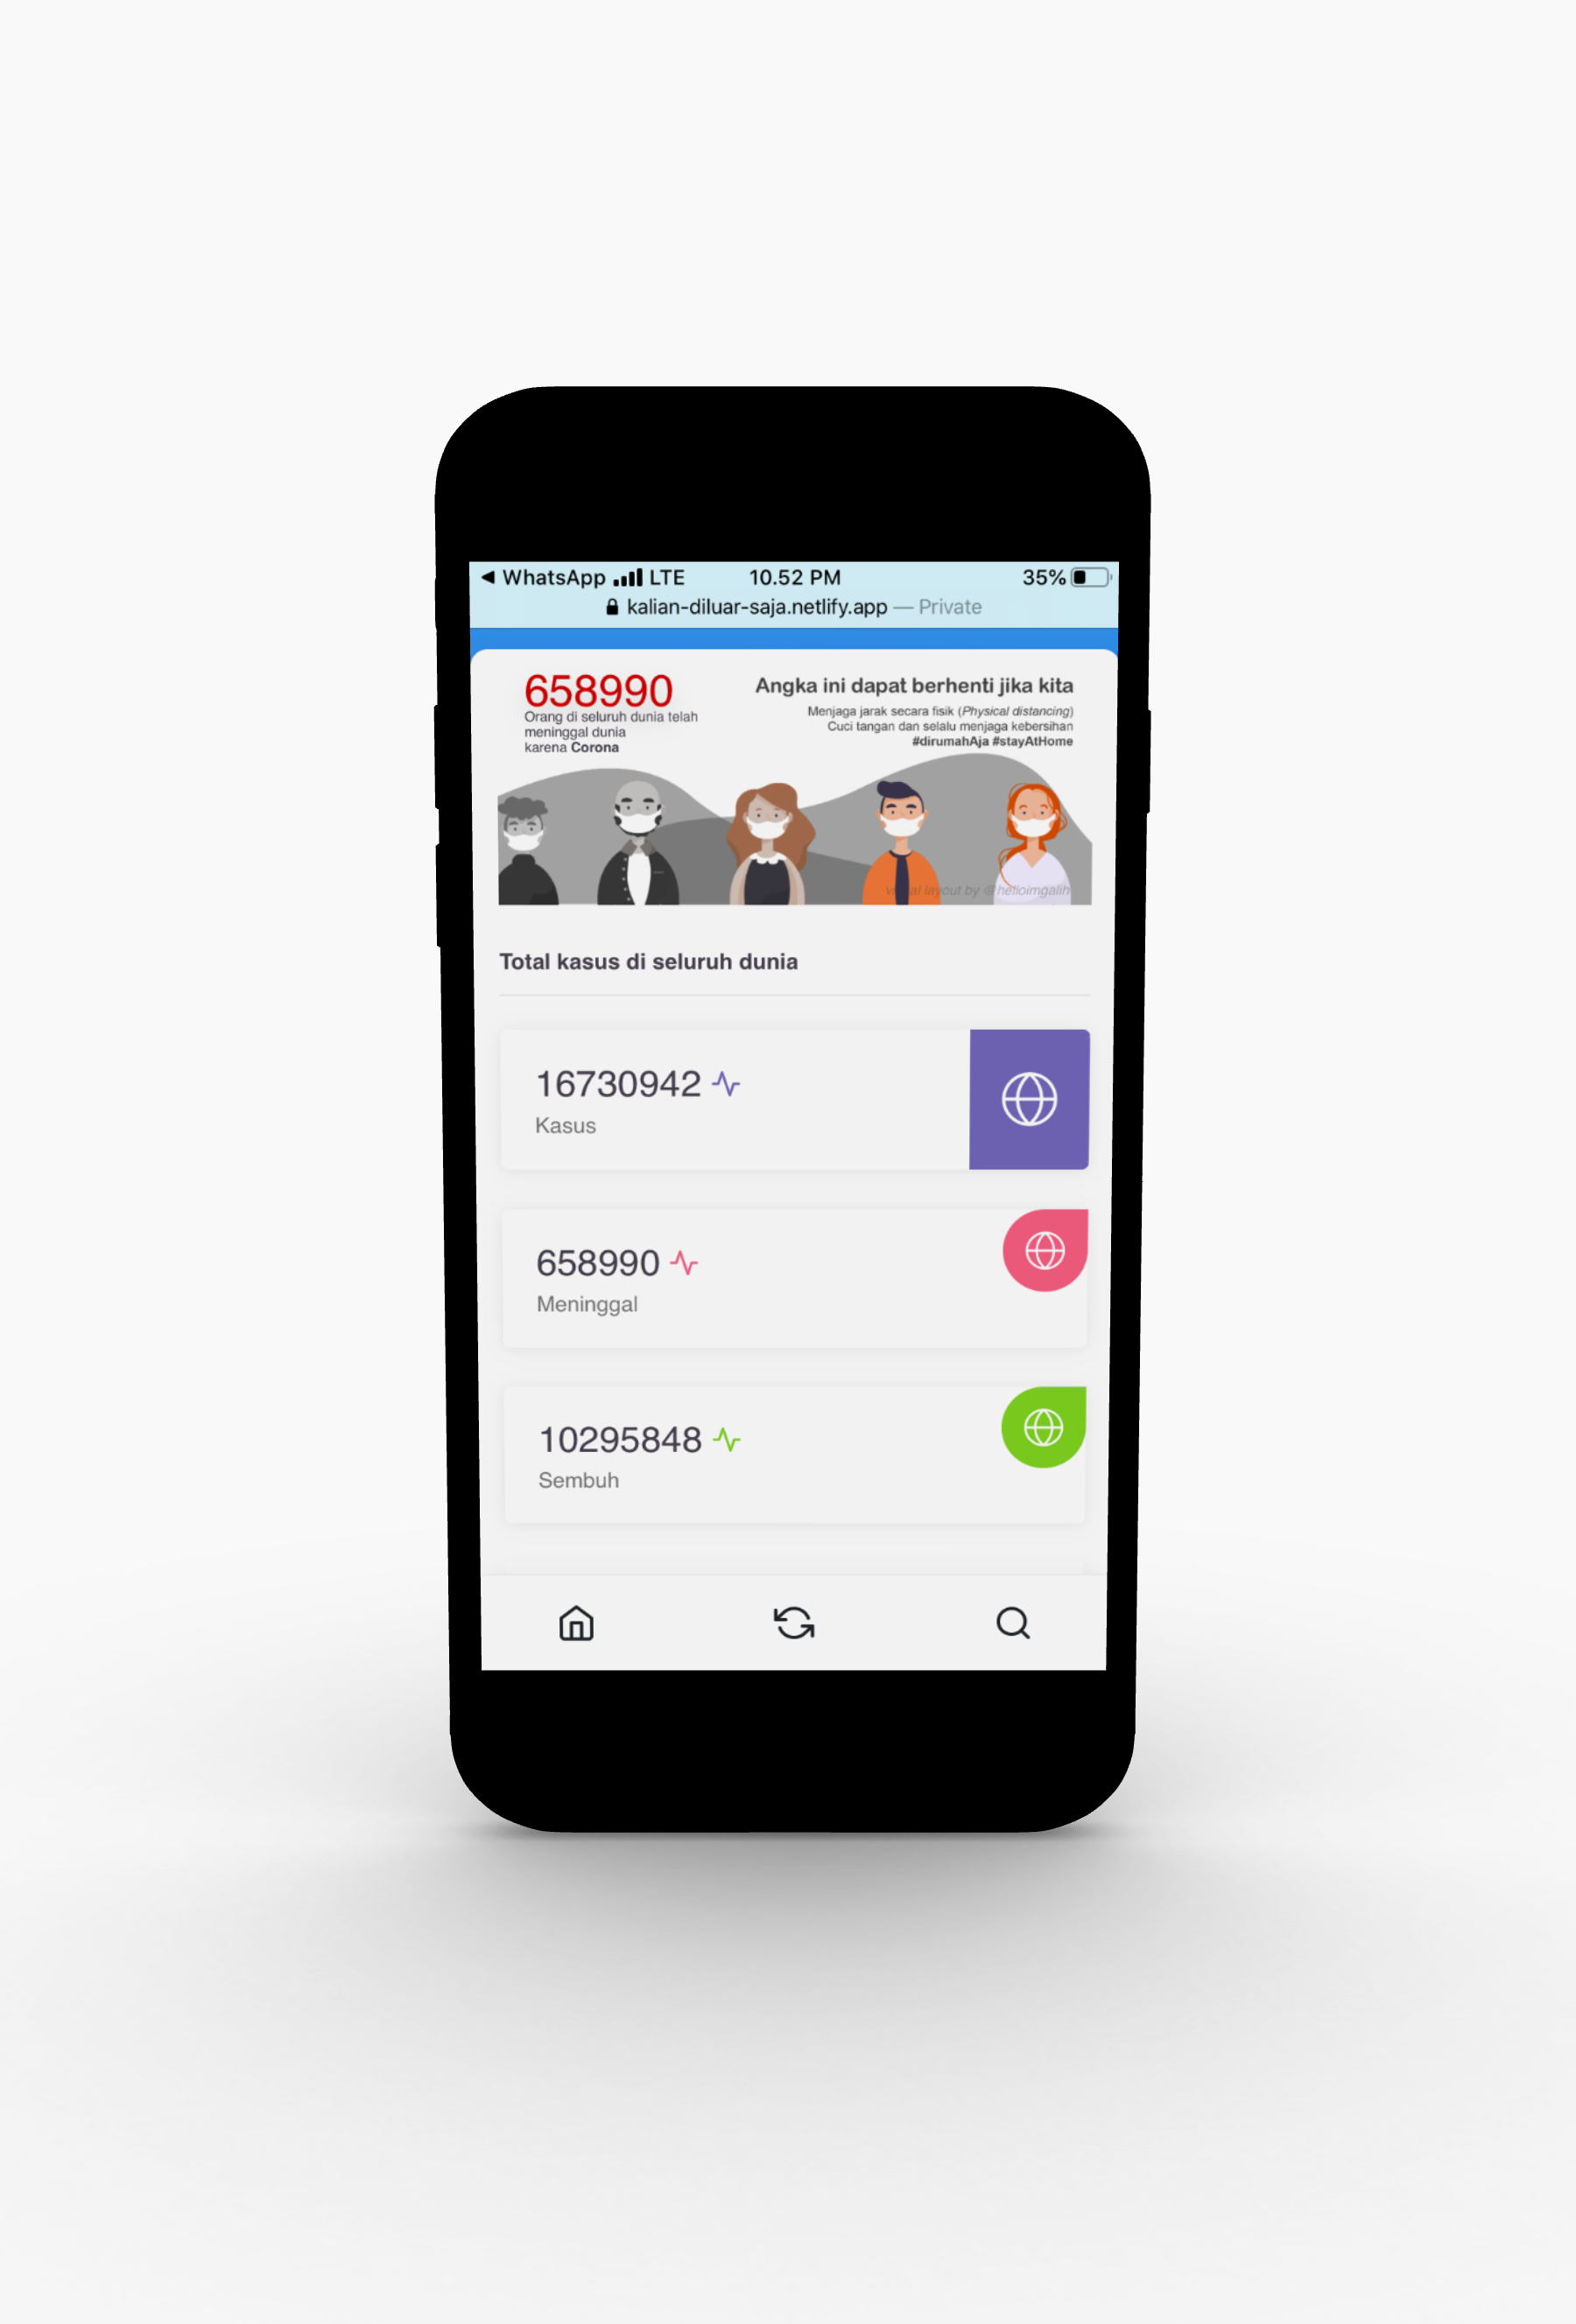 WhatsApp LTE 10.52 PM 35%
kalian-diluar-saja.netlify.app — Private
658990
Orang di seluruh dunia telah
meninggal dunia
karena Corona
Angka ini dapat berhenti jika kita
Menjaga jarak secara fisik (Physical distancing)
Cuci tangan dan selalu menjaga kebersihan
#dirumahAja #stayAtHome
visual layout by @helloimgalih
Total kasus di seluruh dunia
16730942
Kasus
658990
Meninggal
10295848
Sembuh